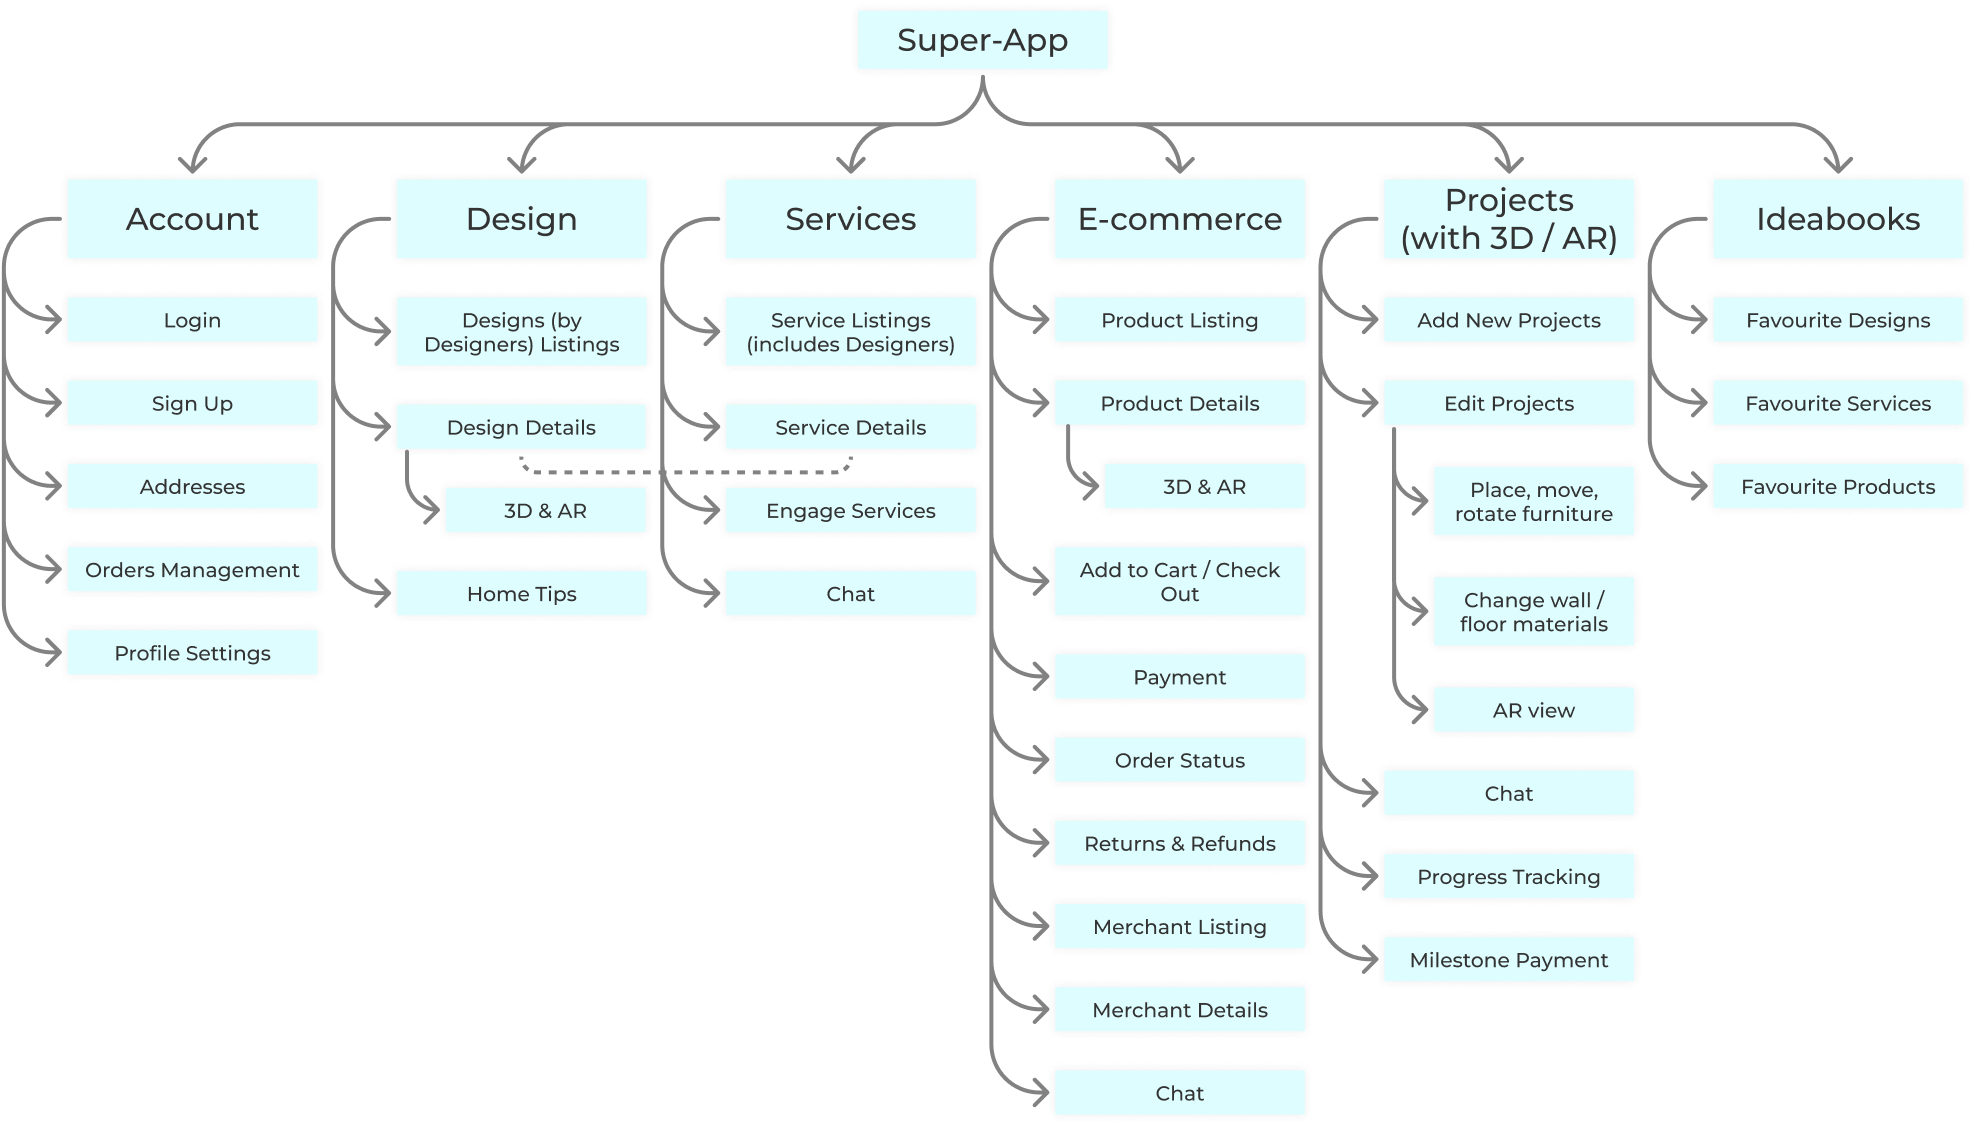 Super-App
Account
Login
Sign Up
Addresses
Orders Management
Profile Settings
Design
Designs (by
Designers) Listings
Design Details
3D & AR
Home Tips
Services
Service Listings
(includes Designers)
Service Details
Engage Services
Chat
E-commerce
Product Listing
Product Details
3D & AR
Add to Cart / Check
Out
Payment
Order Status
Returns & Refunds
Merchant Listing
Merchant Details
Chat
Projects
(with 3D / AR)
Add New Projects
Edit Projects
Place, move,
rotate furniture
Change wall /
floor materials
AR view
Chat
Progress Tracking
Milestone Payment
Ideabooks
Favourite Designs
Favourite Services
Favourite Products